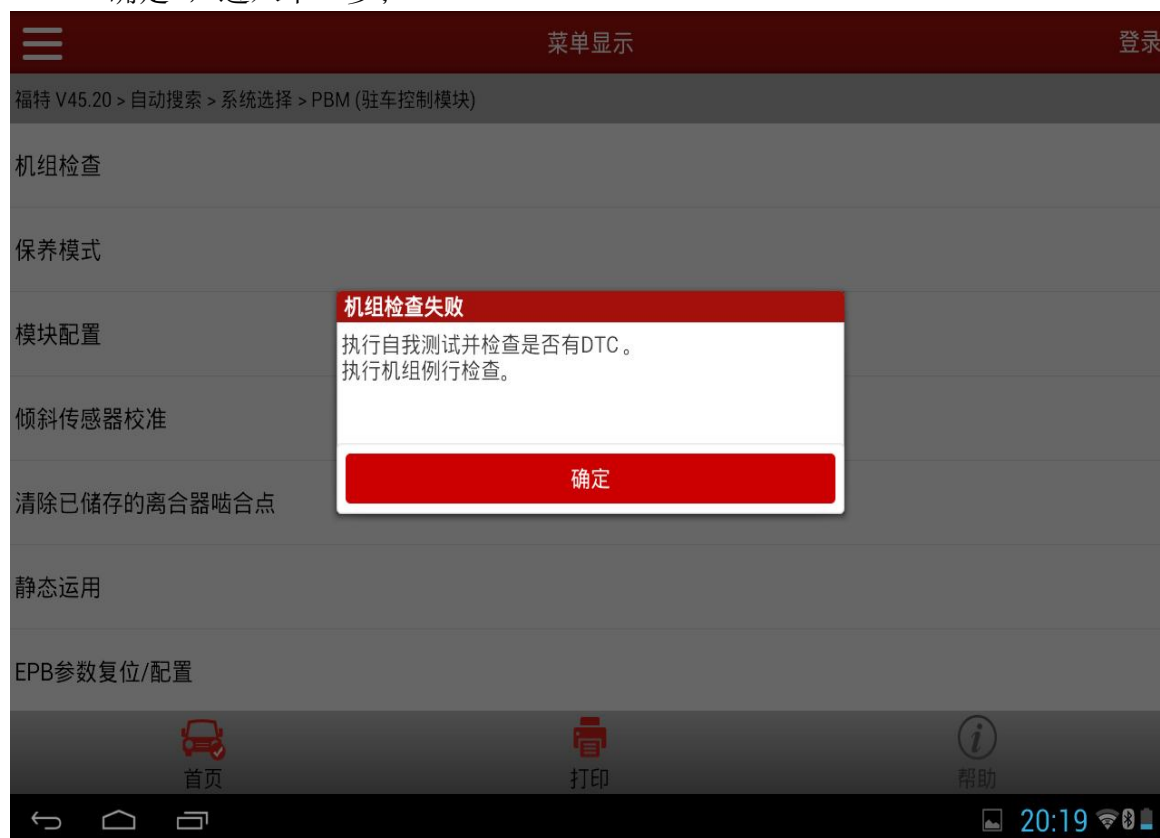 菜单显示
登录
福特 V45.20 > 自动搜索 > 系统选择 > PBM (驻车控制模块)
机组检查
保养模式
模块配置
倾斜传感器校准
清除已储存的离合器啮合点
静态运用
EPB参数复位/配置
机组检查失败
执行自我测试并检查是否有DTC。
执行机组例行检查。
确定
首页
打印
帮助
20:19